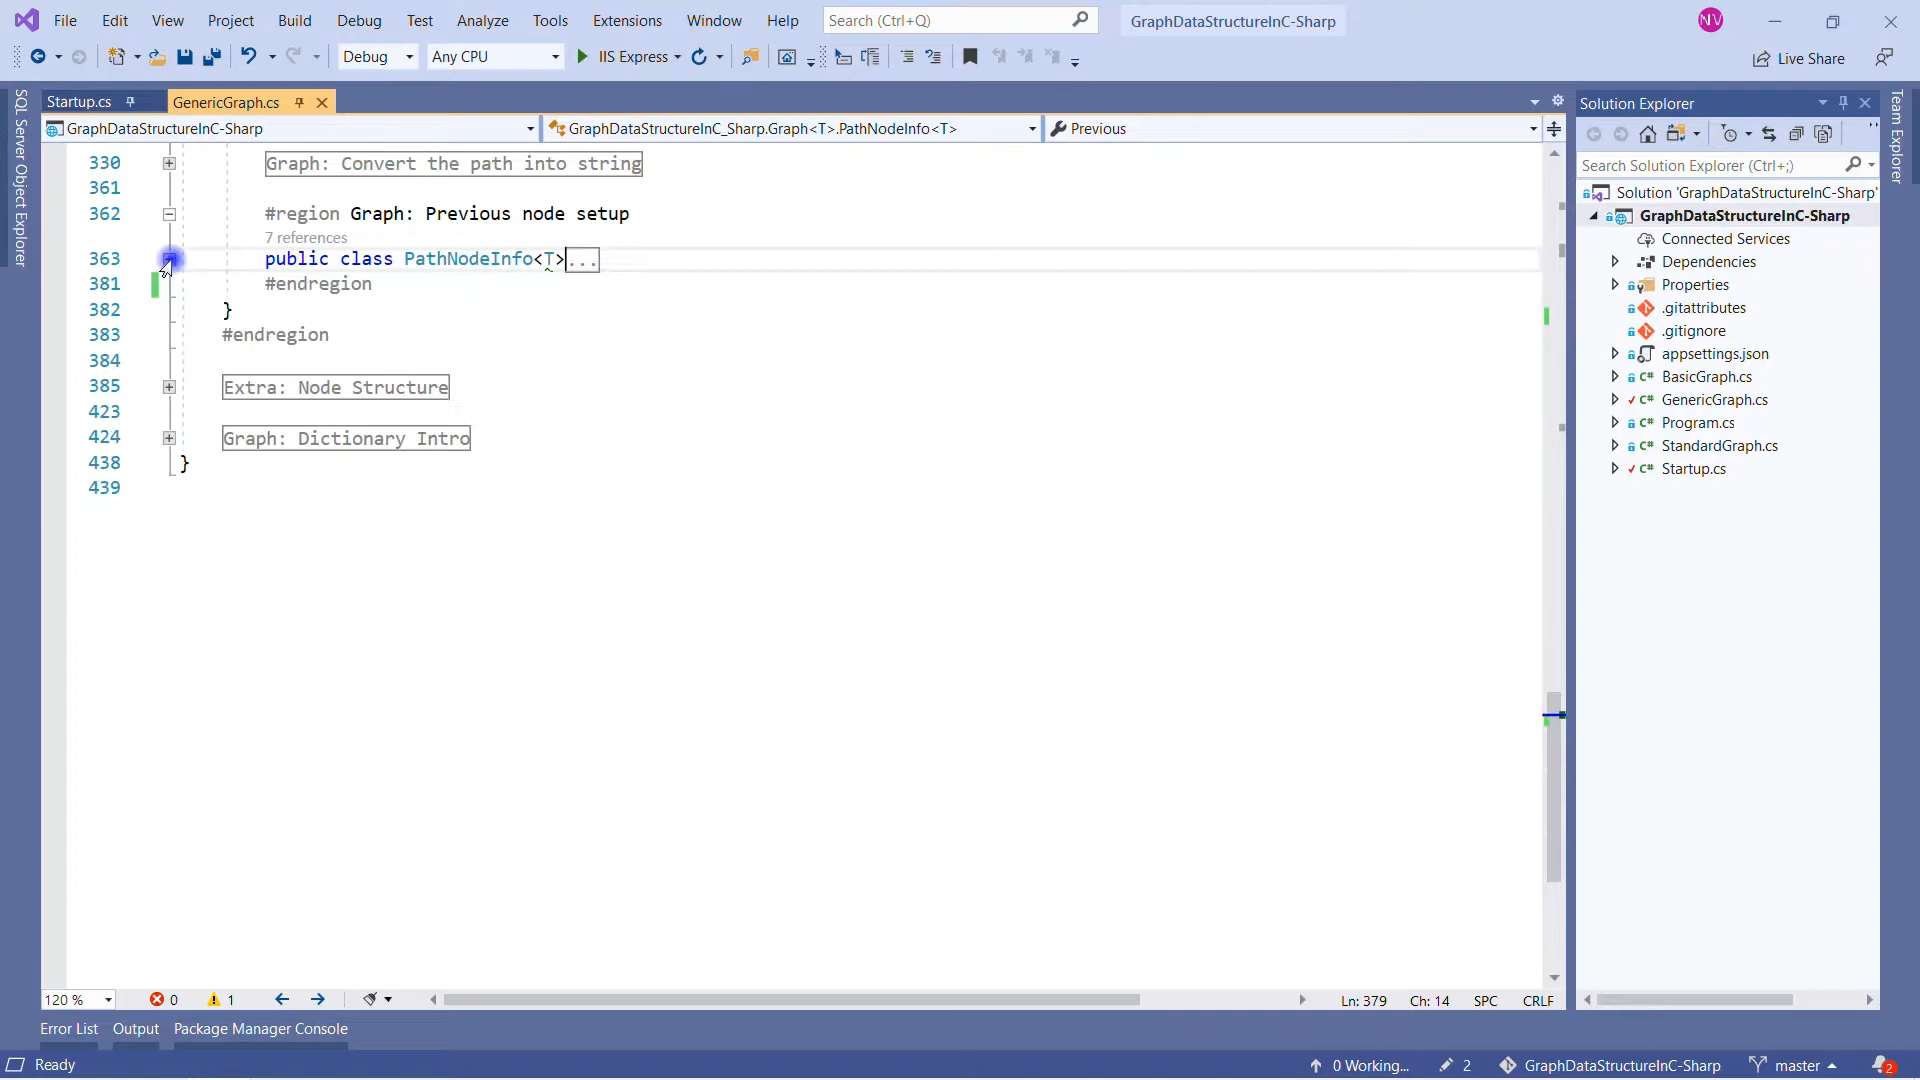 File Edit View Project Build Debug Test Analyze Tools Extensions Window Help Search (Ctrl+Q) GraphDataStructureInC-Sharp NV
Debug Any CPU IIS Express Live Share
Startup.cs GenericGraph.cs
GraphDataStructureInC-Sharp GraphDataStructureInC_Sharp.Graph<T>.PathNodeInfo<T> Previous
330 Graph: Convert the path into string
361
362 #region Graph: Previous node setup
7 references
363 public class PathNodeInfo<T>...
381 #endregion
382 }
383 #endregion
384
385 Extra: Node Structure
423
424 Graph: Dictionary Intro
438 }
439
120 % 0 1 Ln: 379 Ch: 14 SPC CRLF
Error List Output Package Manager Console
Ready 0 Working... 2 GraphDataStructureInC-Sharp master 2
SQL Server Object Explorer
Solution Explorer
Search Solution Explorer (Ctrl+;)
Solution 'GraphDataStructureInC-Sharp'
GraphDataStructureInC-Sharp
Connected Services
Dependencies
Properties
.gitattributes
.gitignore
appsettings.json
C# BasicGraph.cs
C# GenericGraph.cs
C# Program.cs
C# StandardGraph.cs
C# Startup.cs
Team Explorer